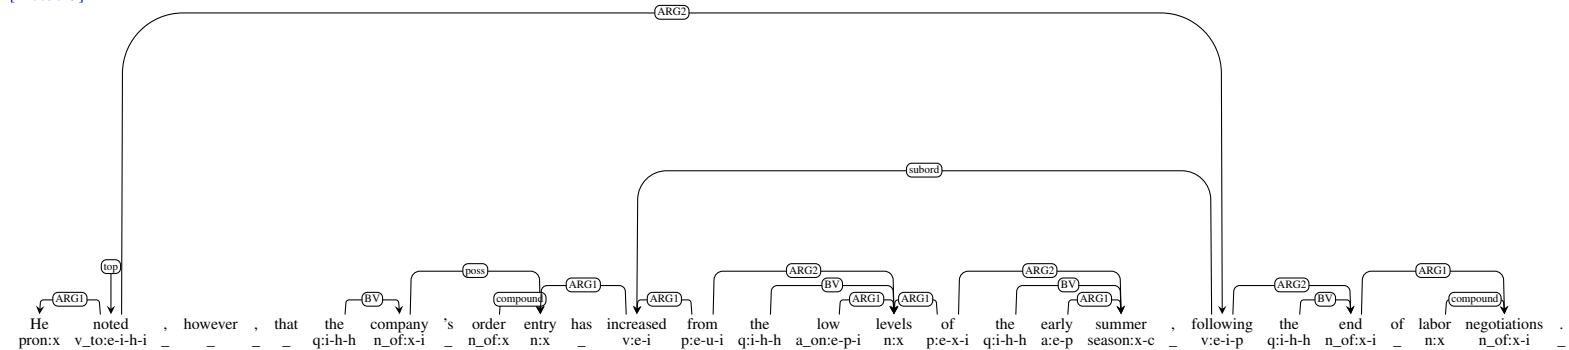 ARG2
subord
top
poss
ARG2
ARG2
ARG1
ARG1
BV
BV
ARG2
ARG1
BV
compound
ARG1
ARG1
ARG1
ARG1
BV
compound
He noted , however , that the company 's order entry has increased from the low levels of the early summer , following the end of labor negotiations .
pron:x v_to:e-i-h-i _ _ _ _ q:i-h-h n_of:x-i _ n_of:x n:x _ v:e-i p:e-u-i q:i-h-h a_on:e-p-i n:x p:e-x-i q:i-h-h a:e-p season:x-c _ v:e-i-p q:i-h-h n_of:x-i _ n:x n_of:x-i _